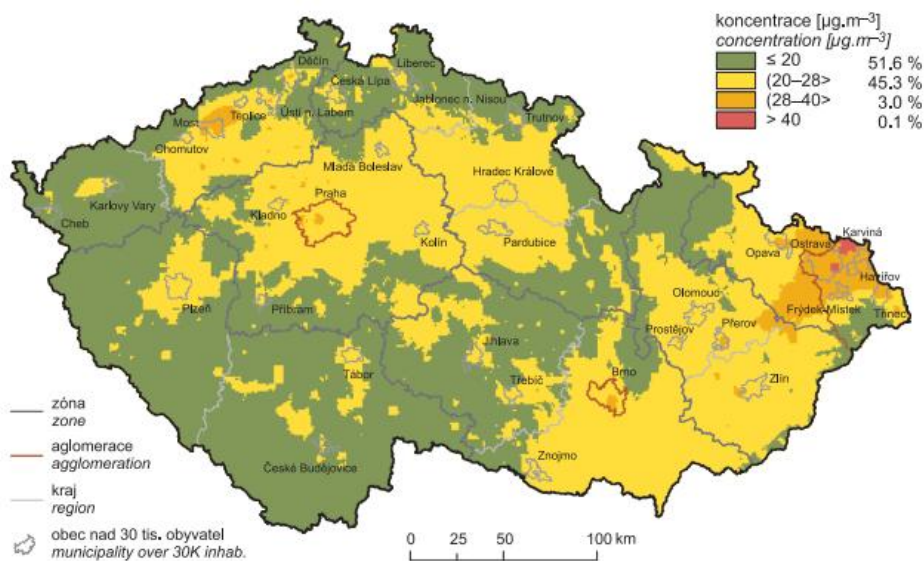 koncentrace [µg.m⁻³]
concentration [µg.m⁻³]
≤ 20 51.6 %
(20–28> 45.3 %
(28–40> 3.0 %
> 40 0.1 %
Děčín
Liberec
Česká Lípa
Teplice
Ústí n. Labem
Jablonec n. Nisou
Most
Trutnov
Chomutov
Mladá Boleslav
Hradec Králové
Karlovy Vary
Praha
Cheb
Kladno
Kolín
Pardubice
Karviná
Opava
Ostrava
Havířov
Olomouc
Plzeň
Příbram
Frýdek-Místek
Třinec
Prostějov
Přerov
Jihlava
Tábor
Třebíč
Brno
Zlín
Znojmo
České Budějovice
zóna
zone
aglomerace
agglomeration
kraj
region
obec nad 30 tis. obyvatel
municipality over 30K inhab.
0 50 100 km